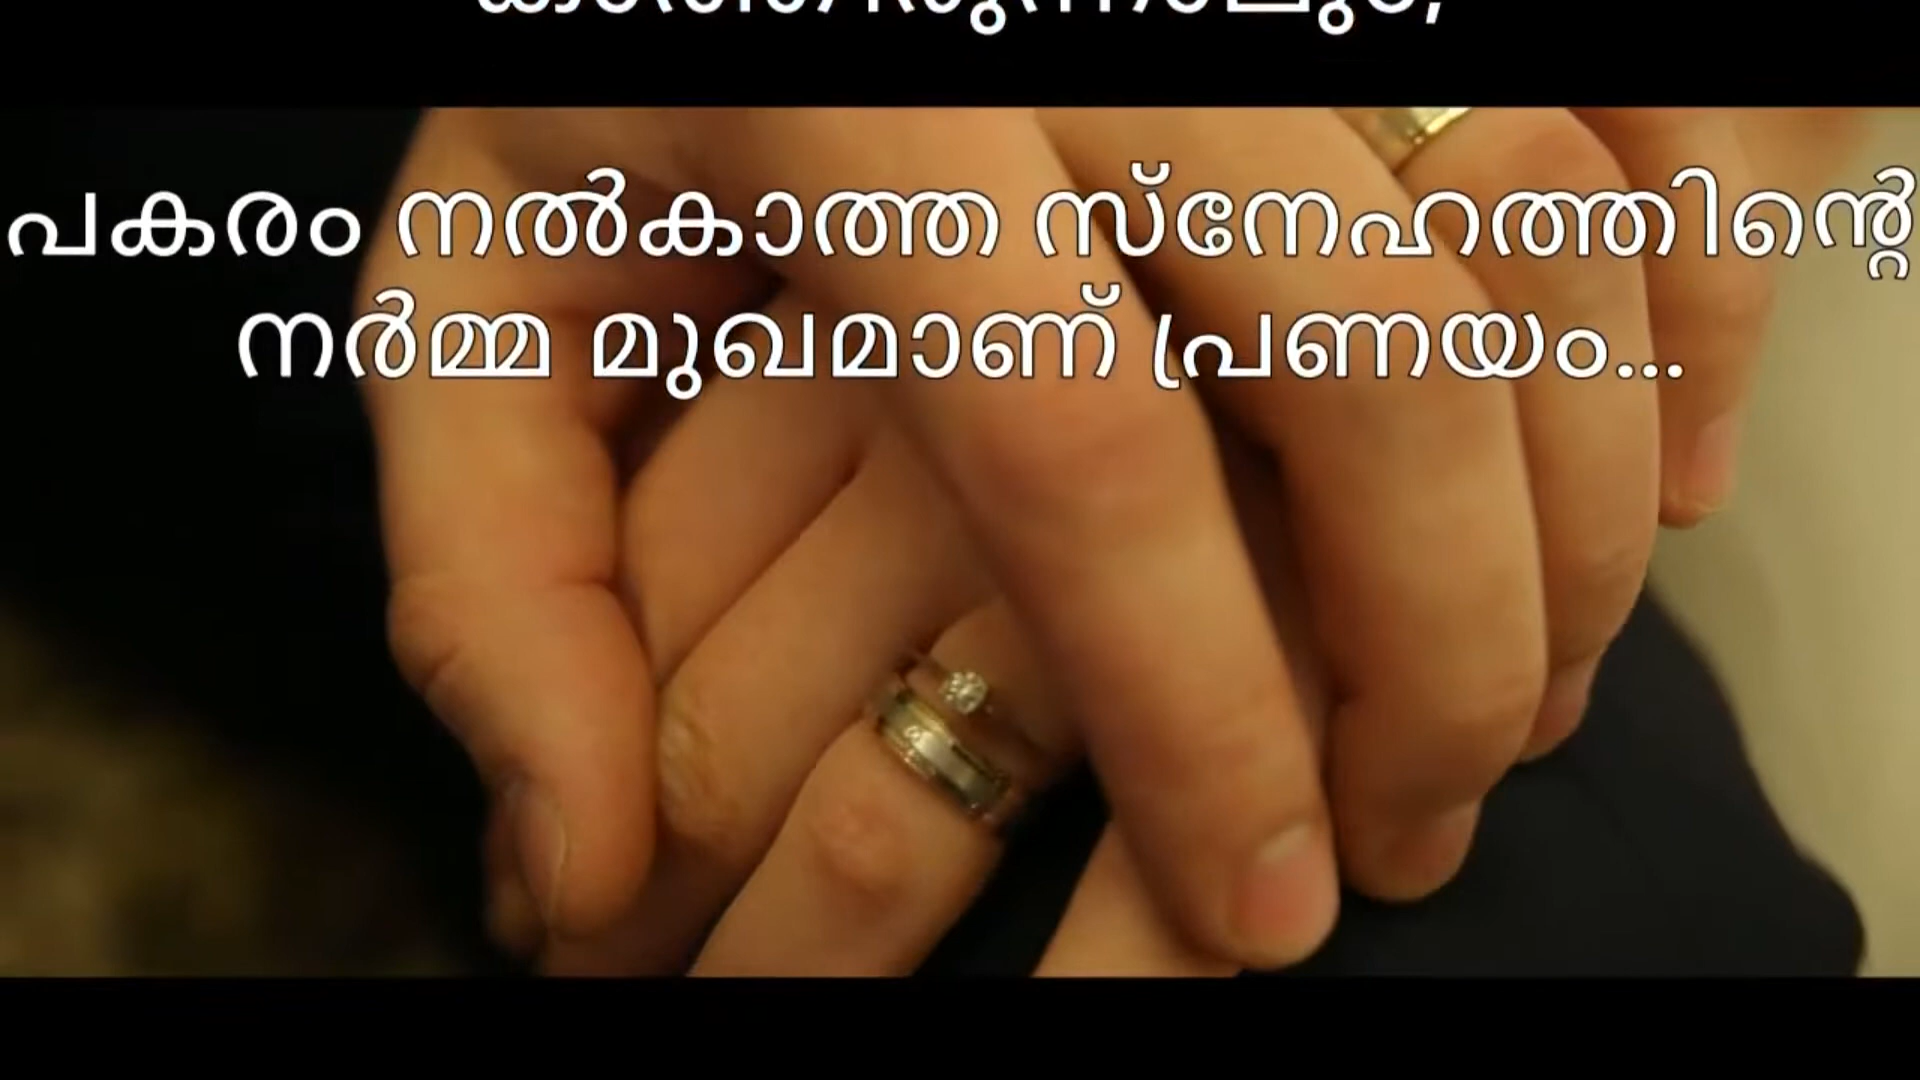 പകരം നൽകാത്ത സ്നേഹത്തിന്റെ
നർമ്മ മുഖമാണ് പ്രണയം...